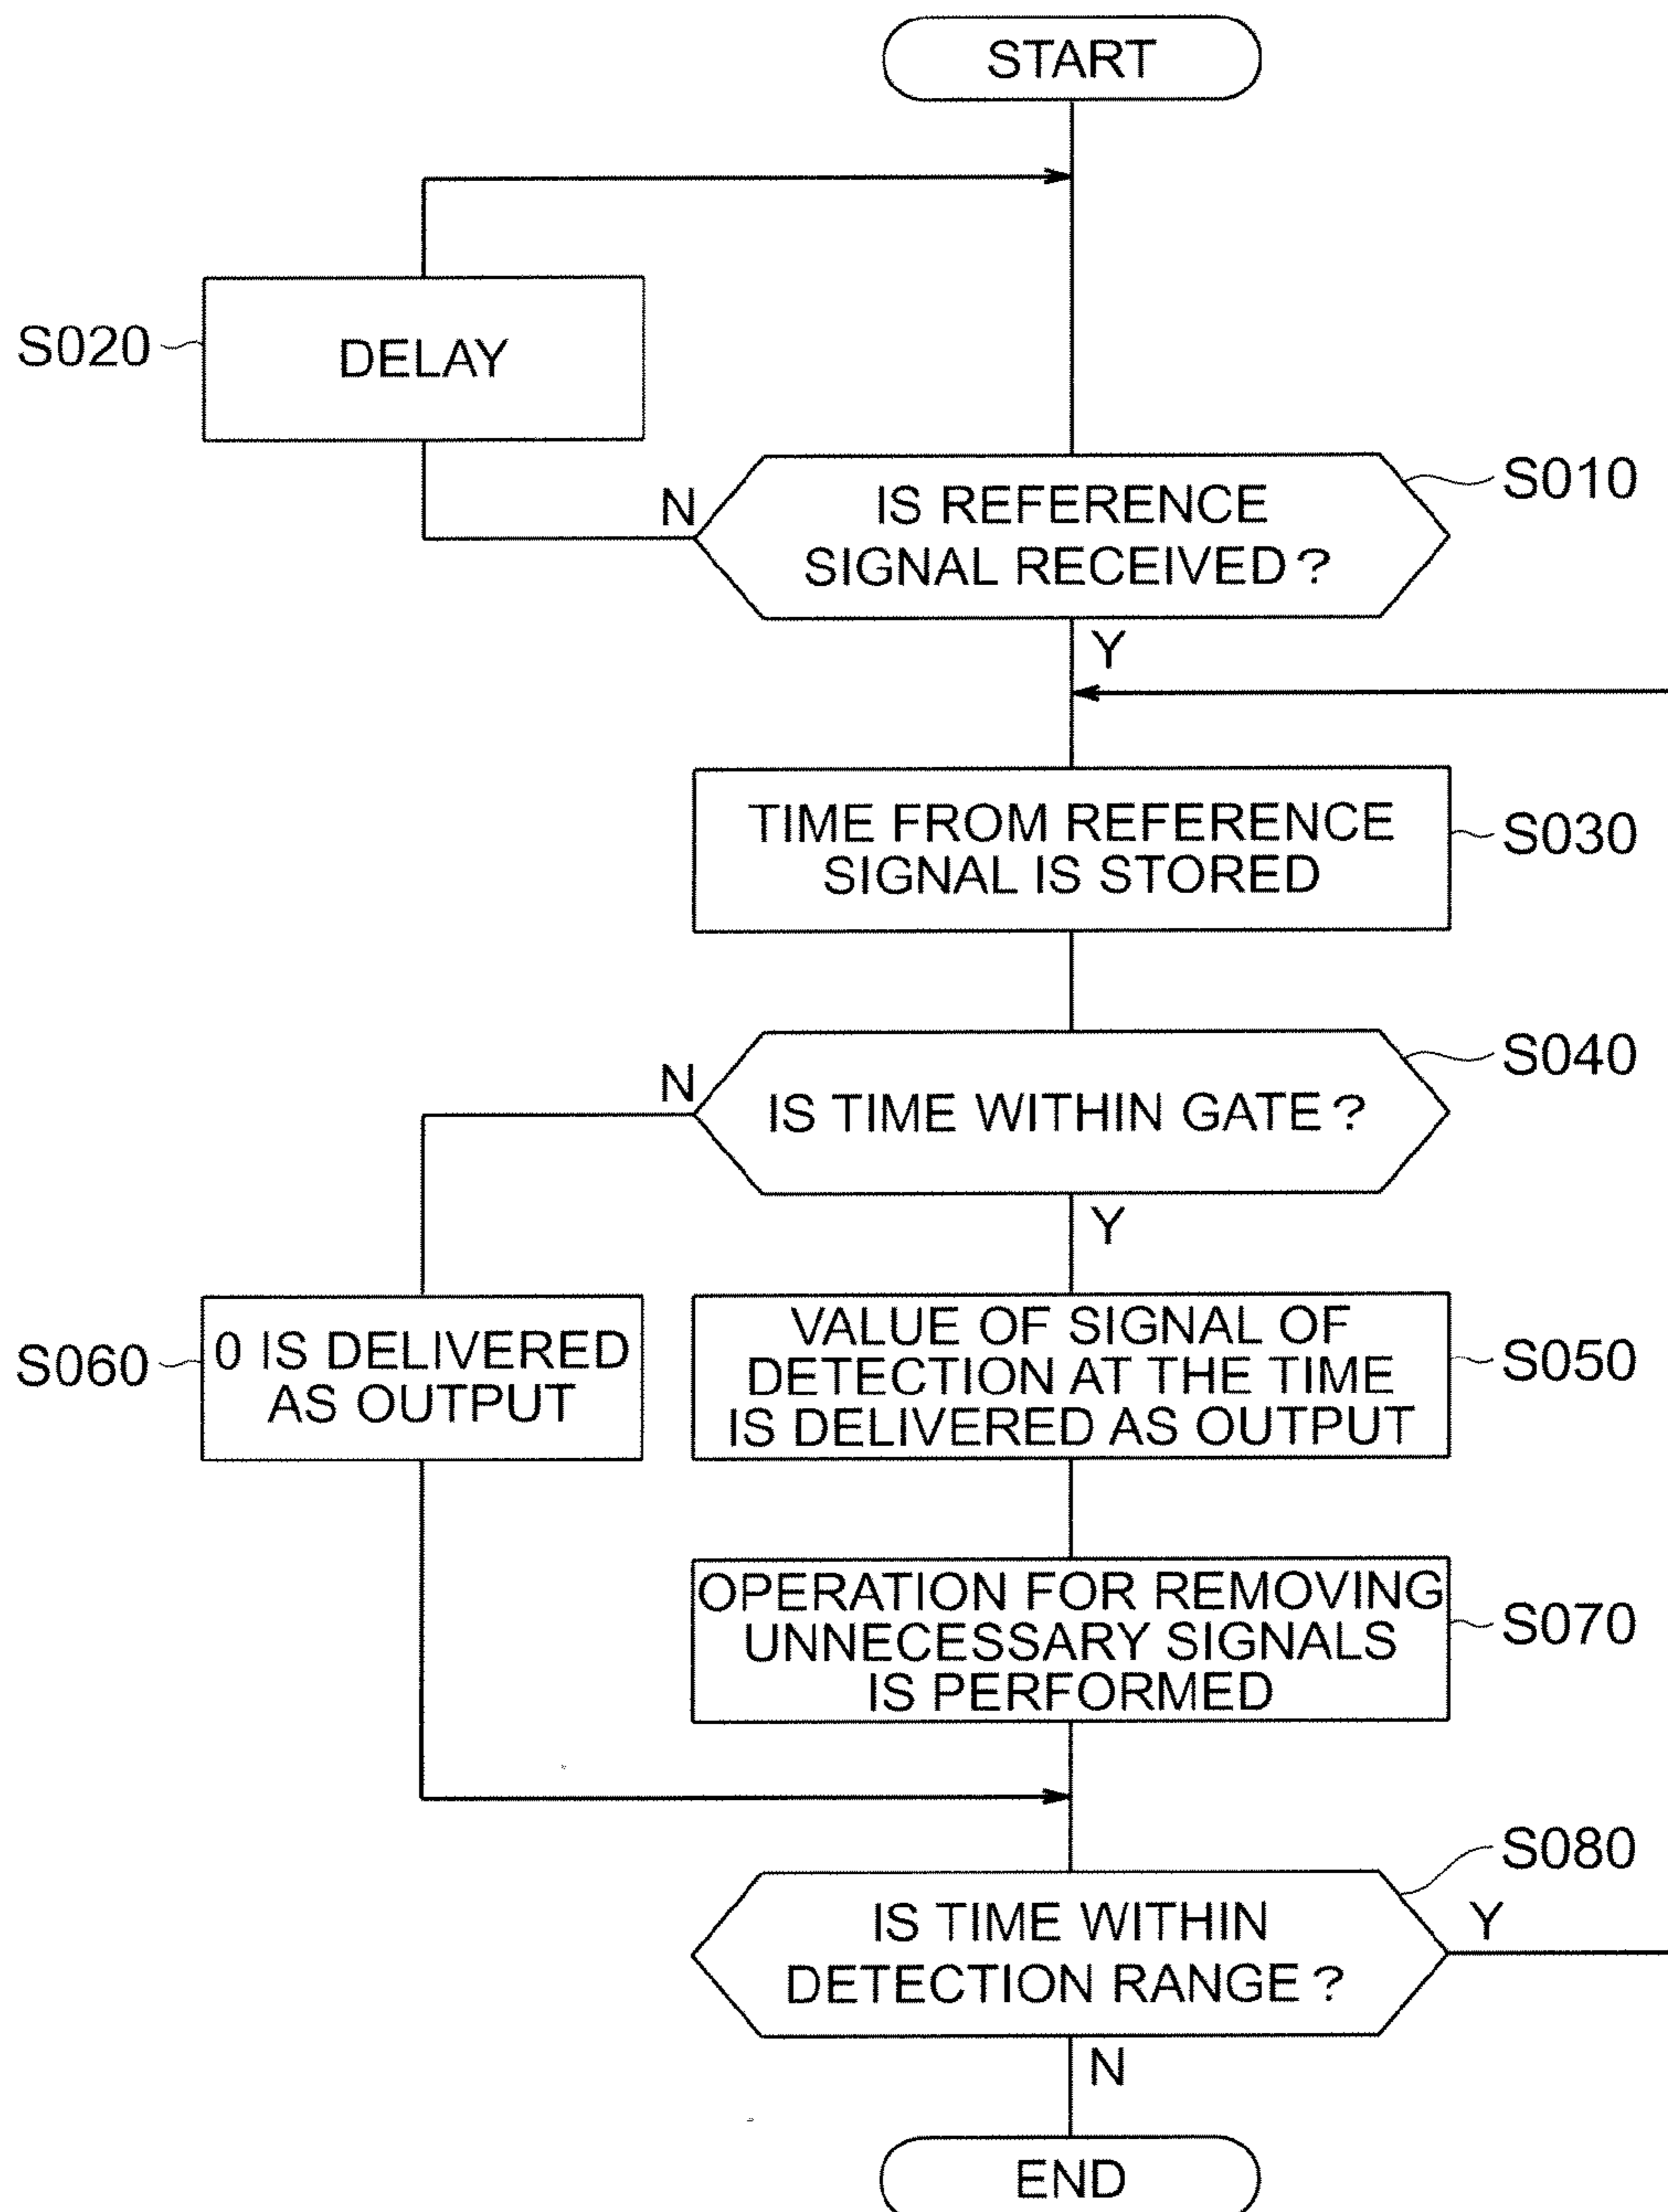 START
S020
DELAY
N
IS REFERENCE
SIGNAL RECEIVED?
S010
Y
TIME FROM REFERENCE
SIGNAL IS STORED
S030
N
IS TIME WITHIN GATE?
S040
Y
S060
0 IS DELIVERED
AS OUTPUT
VALUE OF SIGNAL OF
DETECTION AT THE TIME
IS DELIVERED AS OUTPUT
S050
OPERATION FOR REMOVING
UNNECESSARY SIGNALS
IS PERFORMED
S070
IS TIME WITHIN
DETECTION RANGE?
S080
Y
N
END